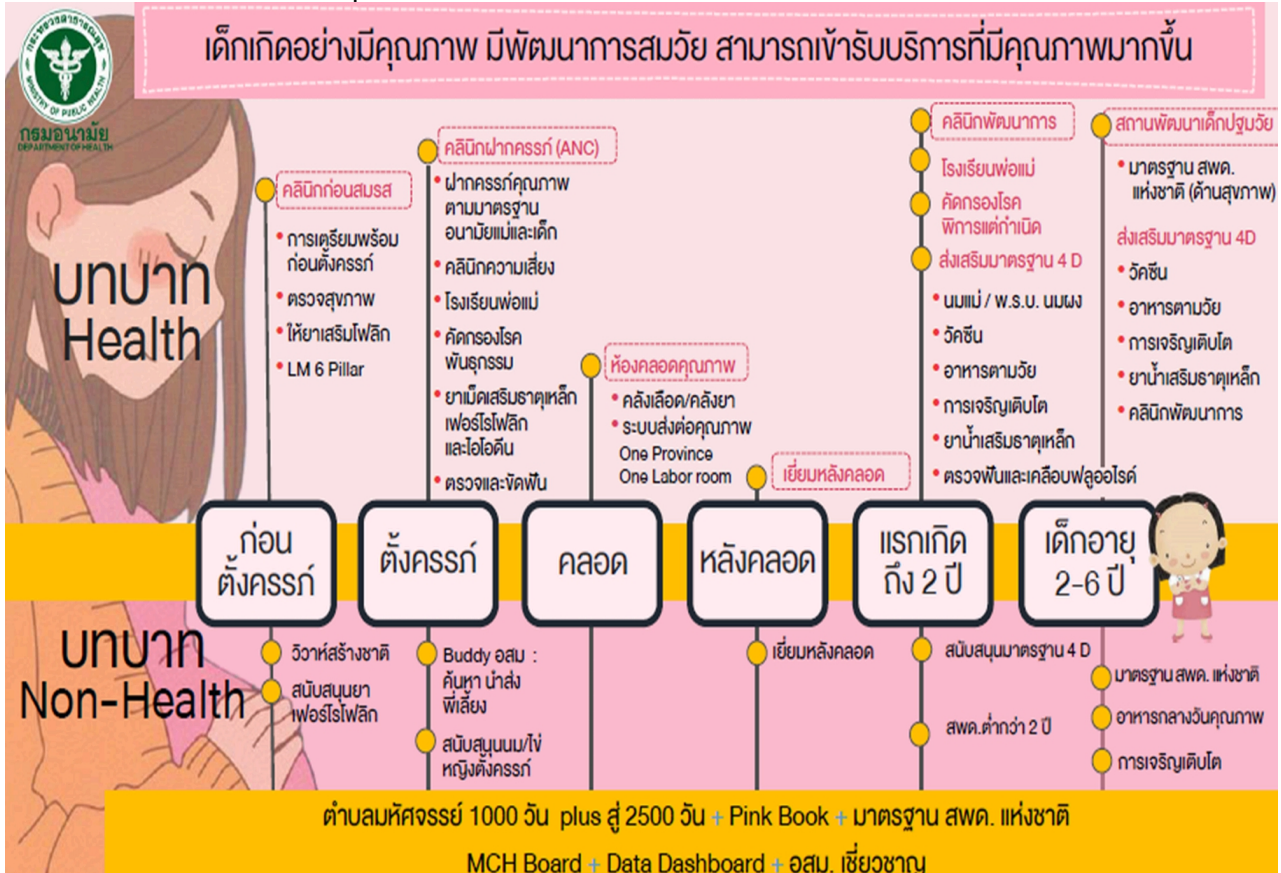 เด็กเกิดอย่างมีคุณภาพ มีพัฒนาการสมวัย สามารถเข้ารับบริการที่มีคุณภาพมากขึ้น
กระทรวงสาธารณสุข
MINISTRY OF PUBLIC HEALTH
กรมอนามัย
DEPARTMENT OF HEALTH
บทบาท
Health
คลินิกก่อนสมรส
• การเตรียมพร้อม
ก่อนตั้งครรภ์
• ตรวจสุขภาพ
• ให้ยาเสริมโฟลิก
• LM 6 Pillar
คลินิกฝากครรภ์ (ANC)
• ฝากครรภ์คุณภาพ
ตามมาตรฐาน
อนามัยแม่และเด็ก
• คลินิกความเสี่ยง
• โรงเรียนพ่อแม่
• คัดกรองโรค
พันธุกรรม
• ยาเม็ดเสริมธาตุเหล็ก
เฟอร์โรโฟลิก
และไอโอดีน
• ตรวจและขัดฟัน
ห้องคลอดคุณภาพ
• คลังเลือด/คลังยา
• ระบบส่งต่อคุณภาพ
One Province
One Labor room
เยี่ยมหลังคลอด
คลินิกพัฒนาการ
โรงเรียนพ่อแม่
คัดกรองโรค
พิการแต่กำเนิด
ส่งเสริมมาตรฐาน 4 D
• นมแม่ / พ.ร.บ. นมผง
• วัคซีน
• อาหารตามวัย
• การเจริญเติบโต
• ยาน้ำเสริมธาตุเหล็ก
• ตรวจฟันและเคลือบฟลูออไรด์
สถานพัฒนาเด็กปฐมวัย
• มาตรฐาน สพด.
แห่งชาติ (ด้านสุขภาพ)
ส่งเสริมมาตรฐาน 4D
• วัคซีน
• อาหารตามวัย
• การเจริญเติบโต
• ยาน้ำเสริมธาตุเหล็ก
• คลินิกพัฒนาการ
ก่อน
ตั้งครรภ์
ตั้งครรภ์
คลอด
หลังคลอด
แรกเกิด
ถึง 2 ปี
เด็กอายุ
2-6 ปี
บทบาท
Non-Health
วิวาห์สร้างชาติ
สนับสนุนยา
เฟอร์โรโฟลิก
Buddy อสม :
ค้นหา นำส่ง
พี่เลี้ยง
สนับสนุนนม/ไข่
หญิงตั้งครรภ์
เยี่ยมหลังคลอด
สนับสนุนมาตรฐาน 4 D
สพด.ต่ำกว่า 2 ปี
มาตรฐาน สพด. แห่งชาติ
อาหารกลางวันคุณภาพ
การเจริญเติบโต
ตำบลมหัศจรรย์ 1000 วัน plus สู่ 2500 วัน + Pink Book + มาตรฐาน สพด. แห่งชาติ
MCH Board + Data Dashboard + อสม. เชี่ยวชาญ